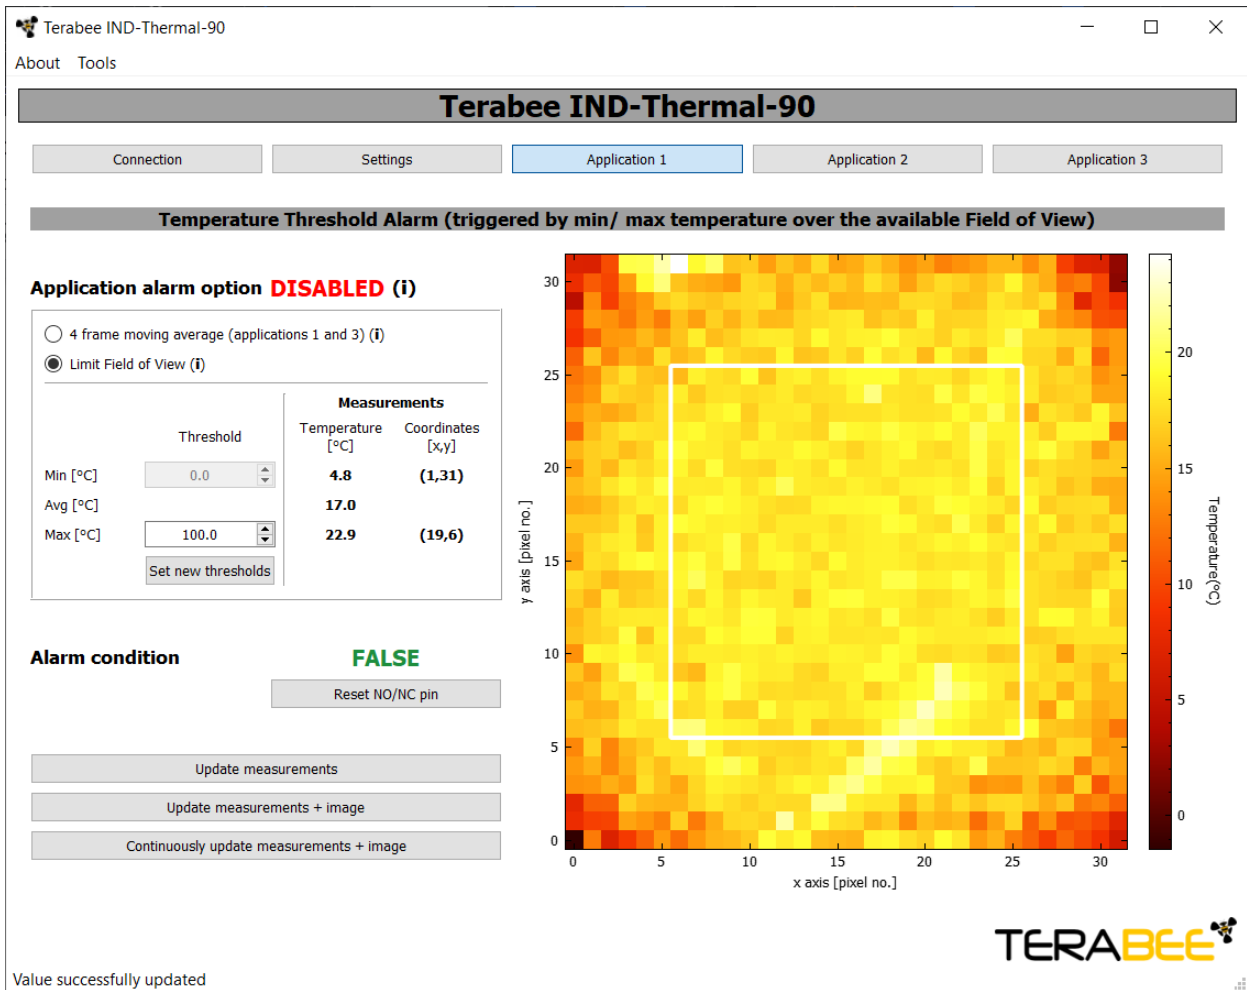 Terabee IND-Thermal-90
About Tools
Terabee IND-Thermal-90
Connection Settings Application 1 Application 2 Application 3
Temperature Threshold Alarm (triggered by min/ max temperature over the available Field of View)
Application alarm option DISABLED (i)
4 frame moving average (applications 1 and 3) (i)
Limit Field of View (i)
Measurements
Threshold Temperature [ºC] Coordinates [x,y]
Min [ºC] 0.0 4.8 (1,31)
Avg [ºC] 17.0
Max [ºC] 100.0 22.9 (19,6)
Set new thresholds
Alarm condition FALSE
Reset NO/NC pin
Update measurements
Update measurements + image
Continuously update measurements + image
30
25
20
15
10
5
0
y axis [pixel no.]
0 5 10 15 20 25 30
x axis [pixel no.]
20
15
10
5
0
Temperature(ºC)
TERABEE
Value successfully updated